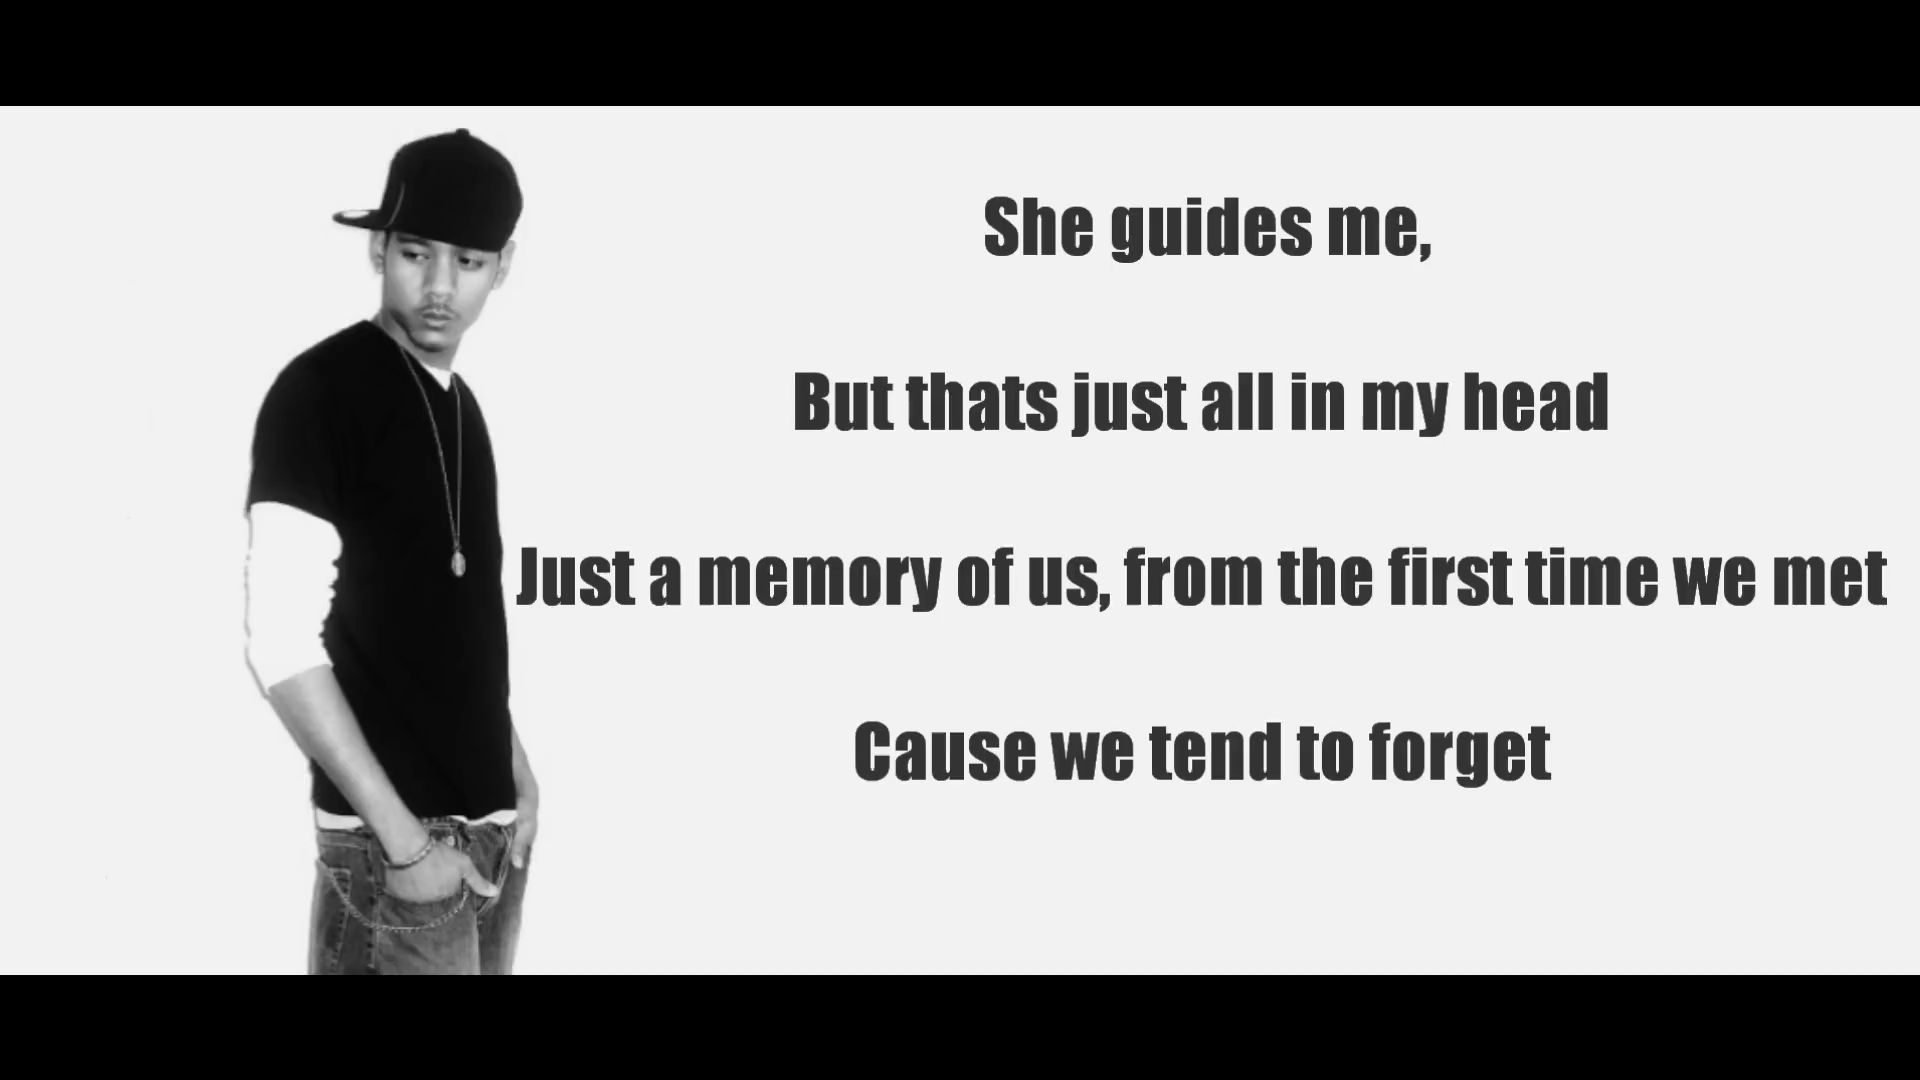 She guides me,
But thats just all in my head
Just a memory of us, from the first time we met
Cause we tend to forget